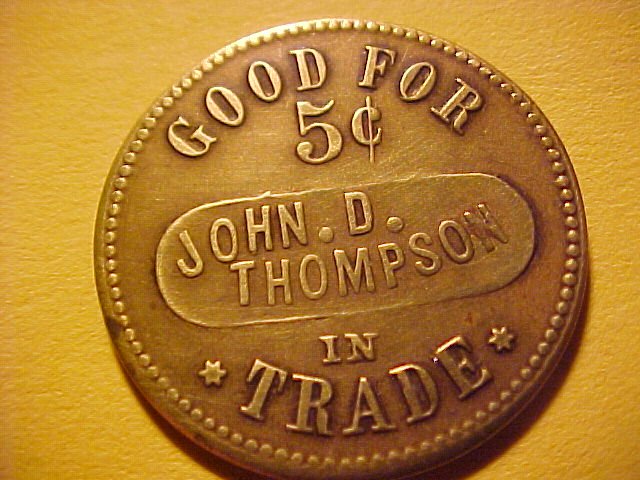 GOOD FOR
5¢
JOHN. D.
THOMPSON
IN
* TRADE *